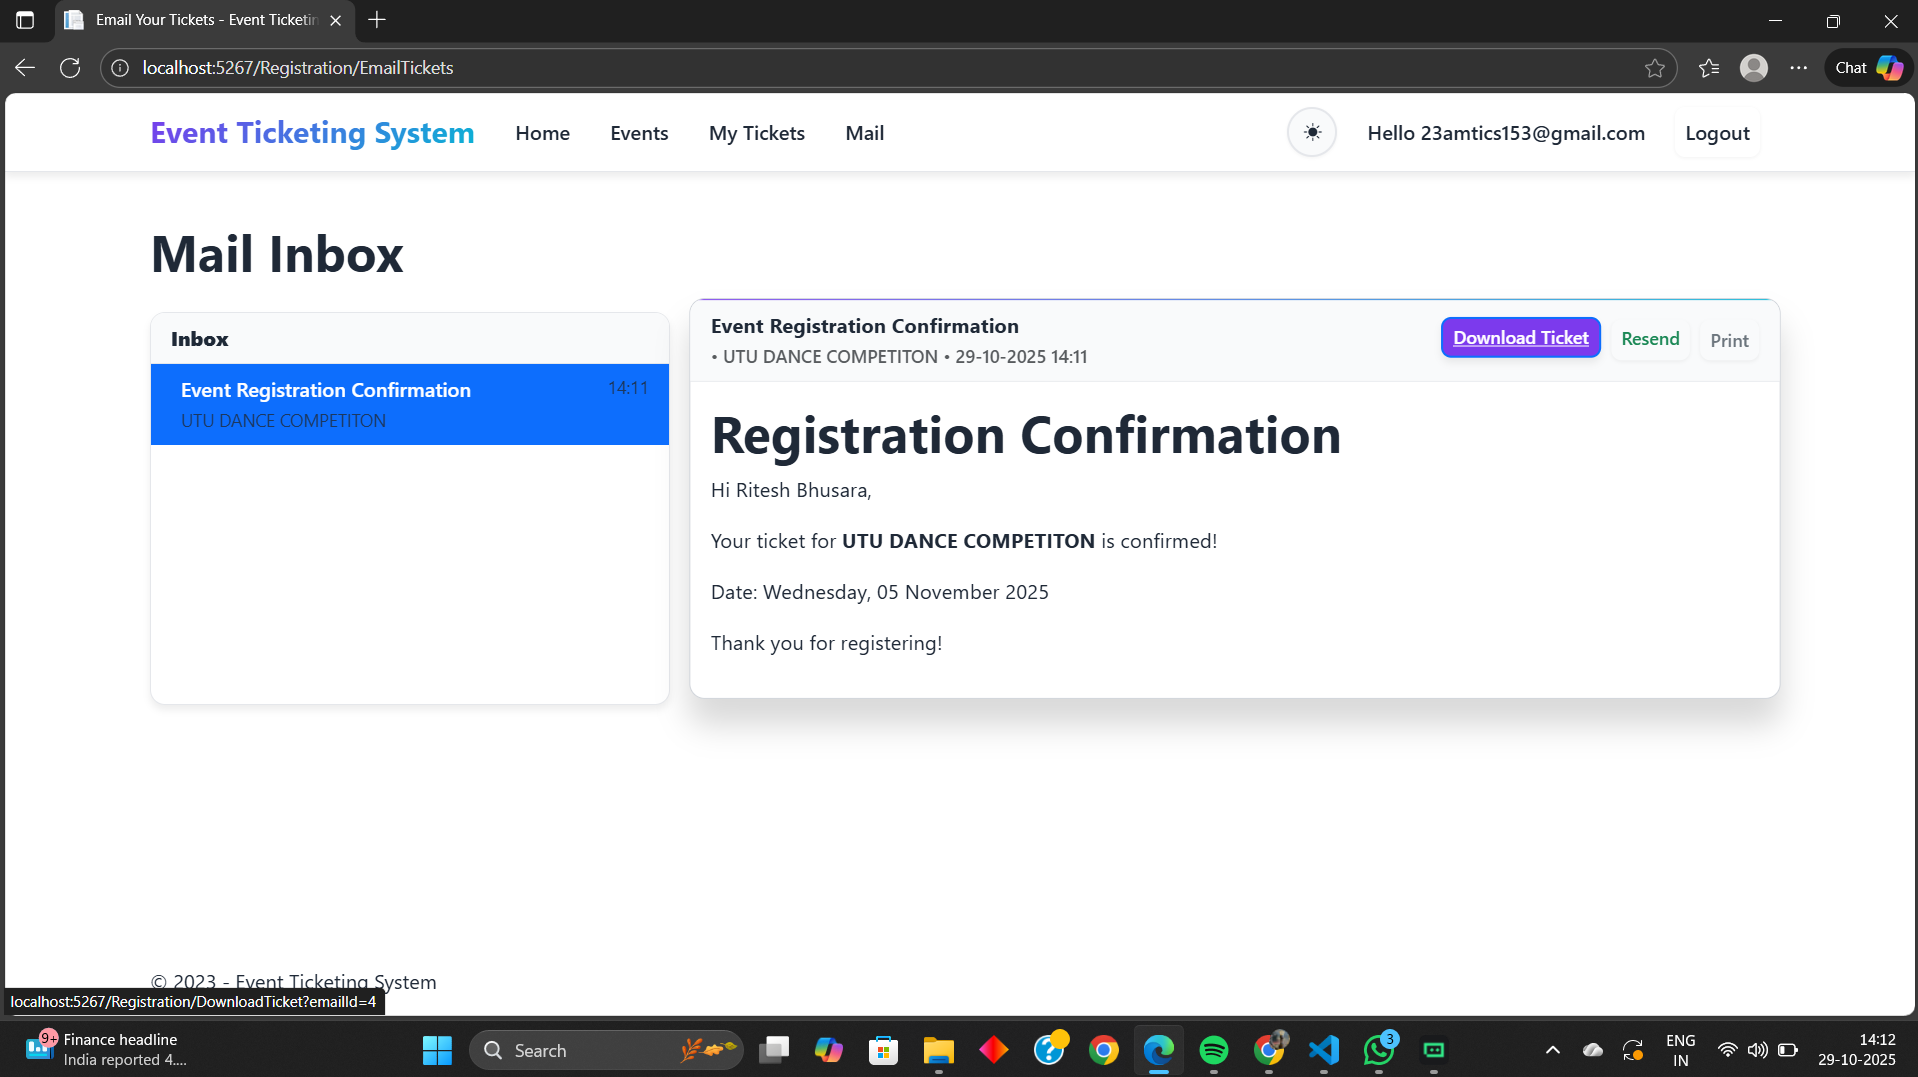 Email Your Tickets - Event Ticketin
localhost:5267/Registration/EmailTickets
Chat
Event Ticketing System
Home
Events
My Tickets
Mail
Hello 23amtics153@gmail.com
Logout
Mail Inbox
Inbox
Event Registration Confirmation
14:11
UTU DANCE COMPETITON
Event Registration Confirmation
• UTU DANCE COMPETITON • 29-10-2025 14:11
Download Ticket
Resend
Print
Registration Confirmation
Hi Ritesh Bhusara,
Your ticket for UTU DANCE COMPETITON is confirmed!
Date: Wednesday, 05 November 2025
Thank you for registering!
© 2023 - Event Ticketing System
localhost:5267/Registration/DownloadTicket?emailId=4
9+
Finance headline
India reported 4....
Search
3
ENG
IN
14:12
29-10-2025